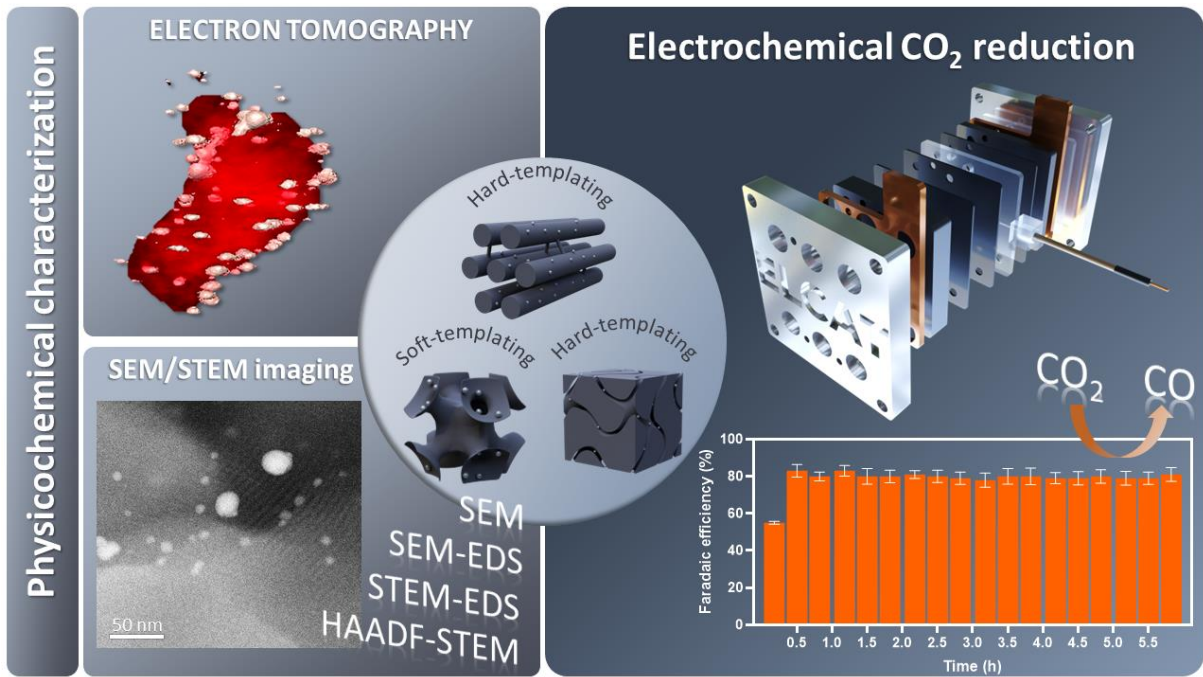 Physicochemical characterization
ELECTRON TOMOGRAPHY
SEM/STEM imaging
50 nm
Hard-templating
Soft-templating
Hard-templating
SEM
SEM-EDS
STEM-EDS
HAADF-STEM
Electrochemical CO₂ reduction
ELCAT
CO₂
CO
Faradaic efficiency (%)
100
80
60
40
20
0
0.5 1.0 1.5 2.0 2.5 3.0 3.5 4.0 4.5 5.0 5.5
Time (h)